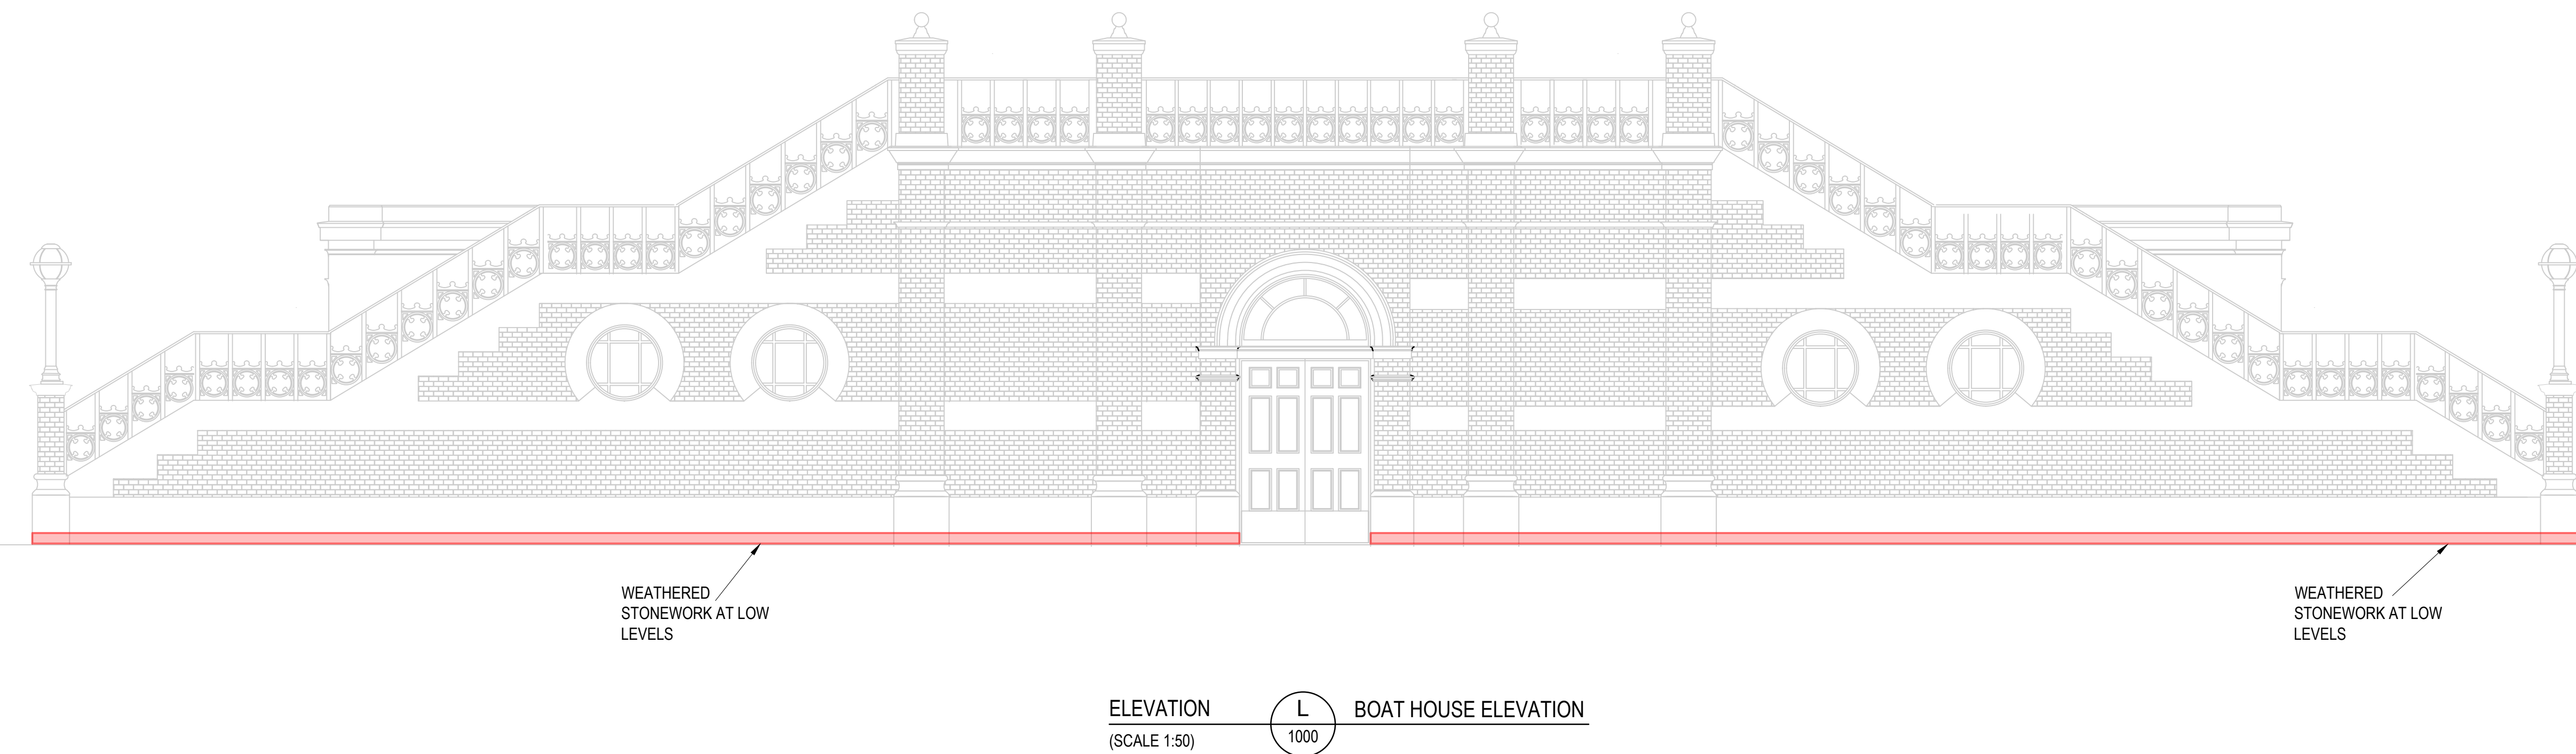 WEATHERED
STONEWORK AT LOW
LEVELS
WEATHERED
STONEWORK AT LOW
LEVELS
ELEVATION
(SCALE 1:50)
L
1000
BOAT HOUSE ELEVATION